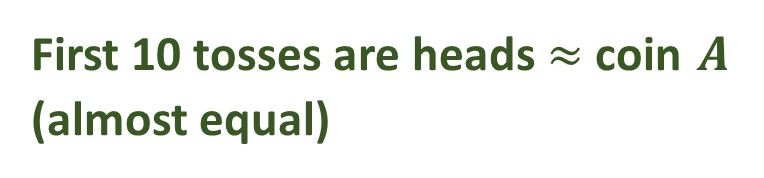 First 10 tosses are heads ≈ coin A
(almost equal)